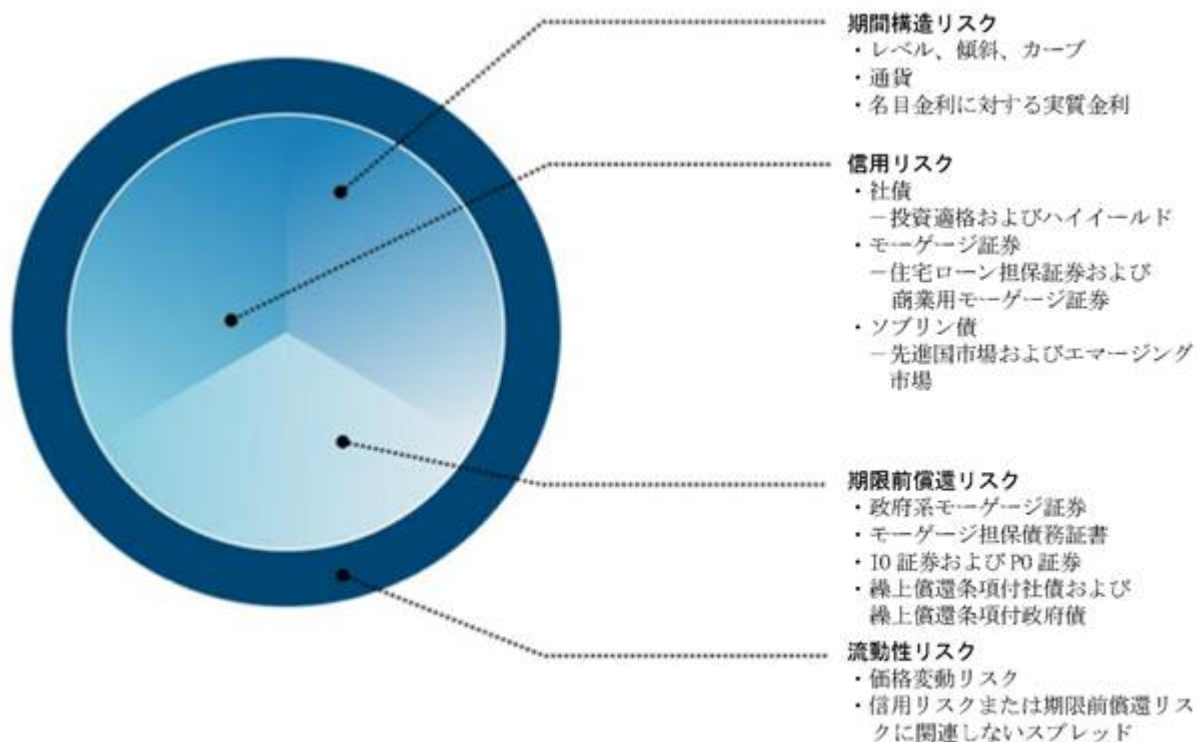 期間構造リスク
・レベル、傾斜、カーブ
・通貨
・名目金利に対する実質金利
信用リスク
・社債
－投資適格およびハイイールド
・モーゲージ証券
－住宅ローン担保証券および
商業用モーゲージ証券
・ソブリン債
－先進国市場およびエマージング
市場
期限前償還リスク
・政府系モーゲージ証券
・モーゲージ担保債務証書
・IO 証券および PO 証券
・繰上償還条項付社債および
繰上償還条項付政府債
流動性リスク
・価格変動リスク
・信用リスクまたは期限前償還リス
クに関連しないスプレッド